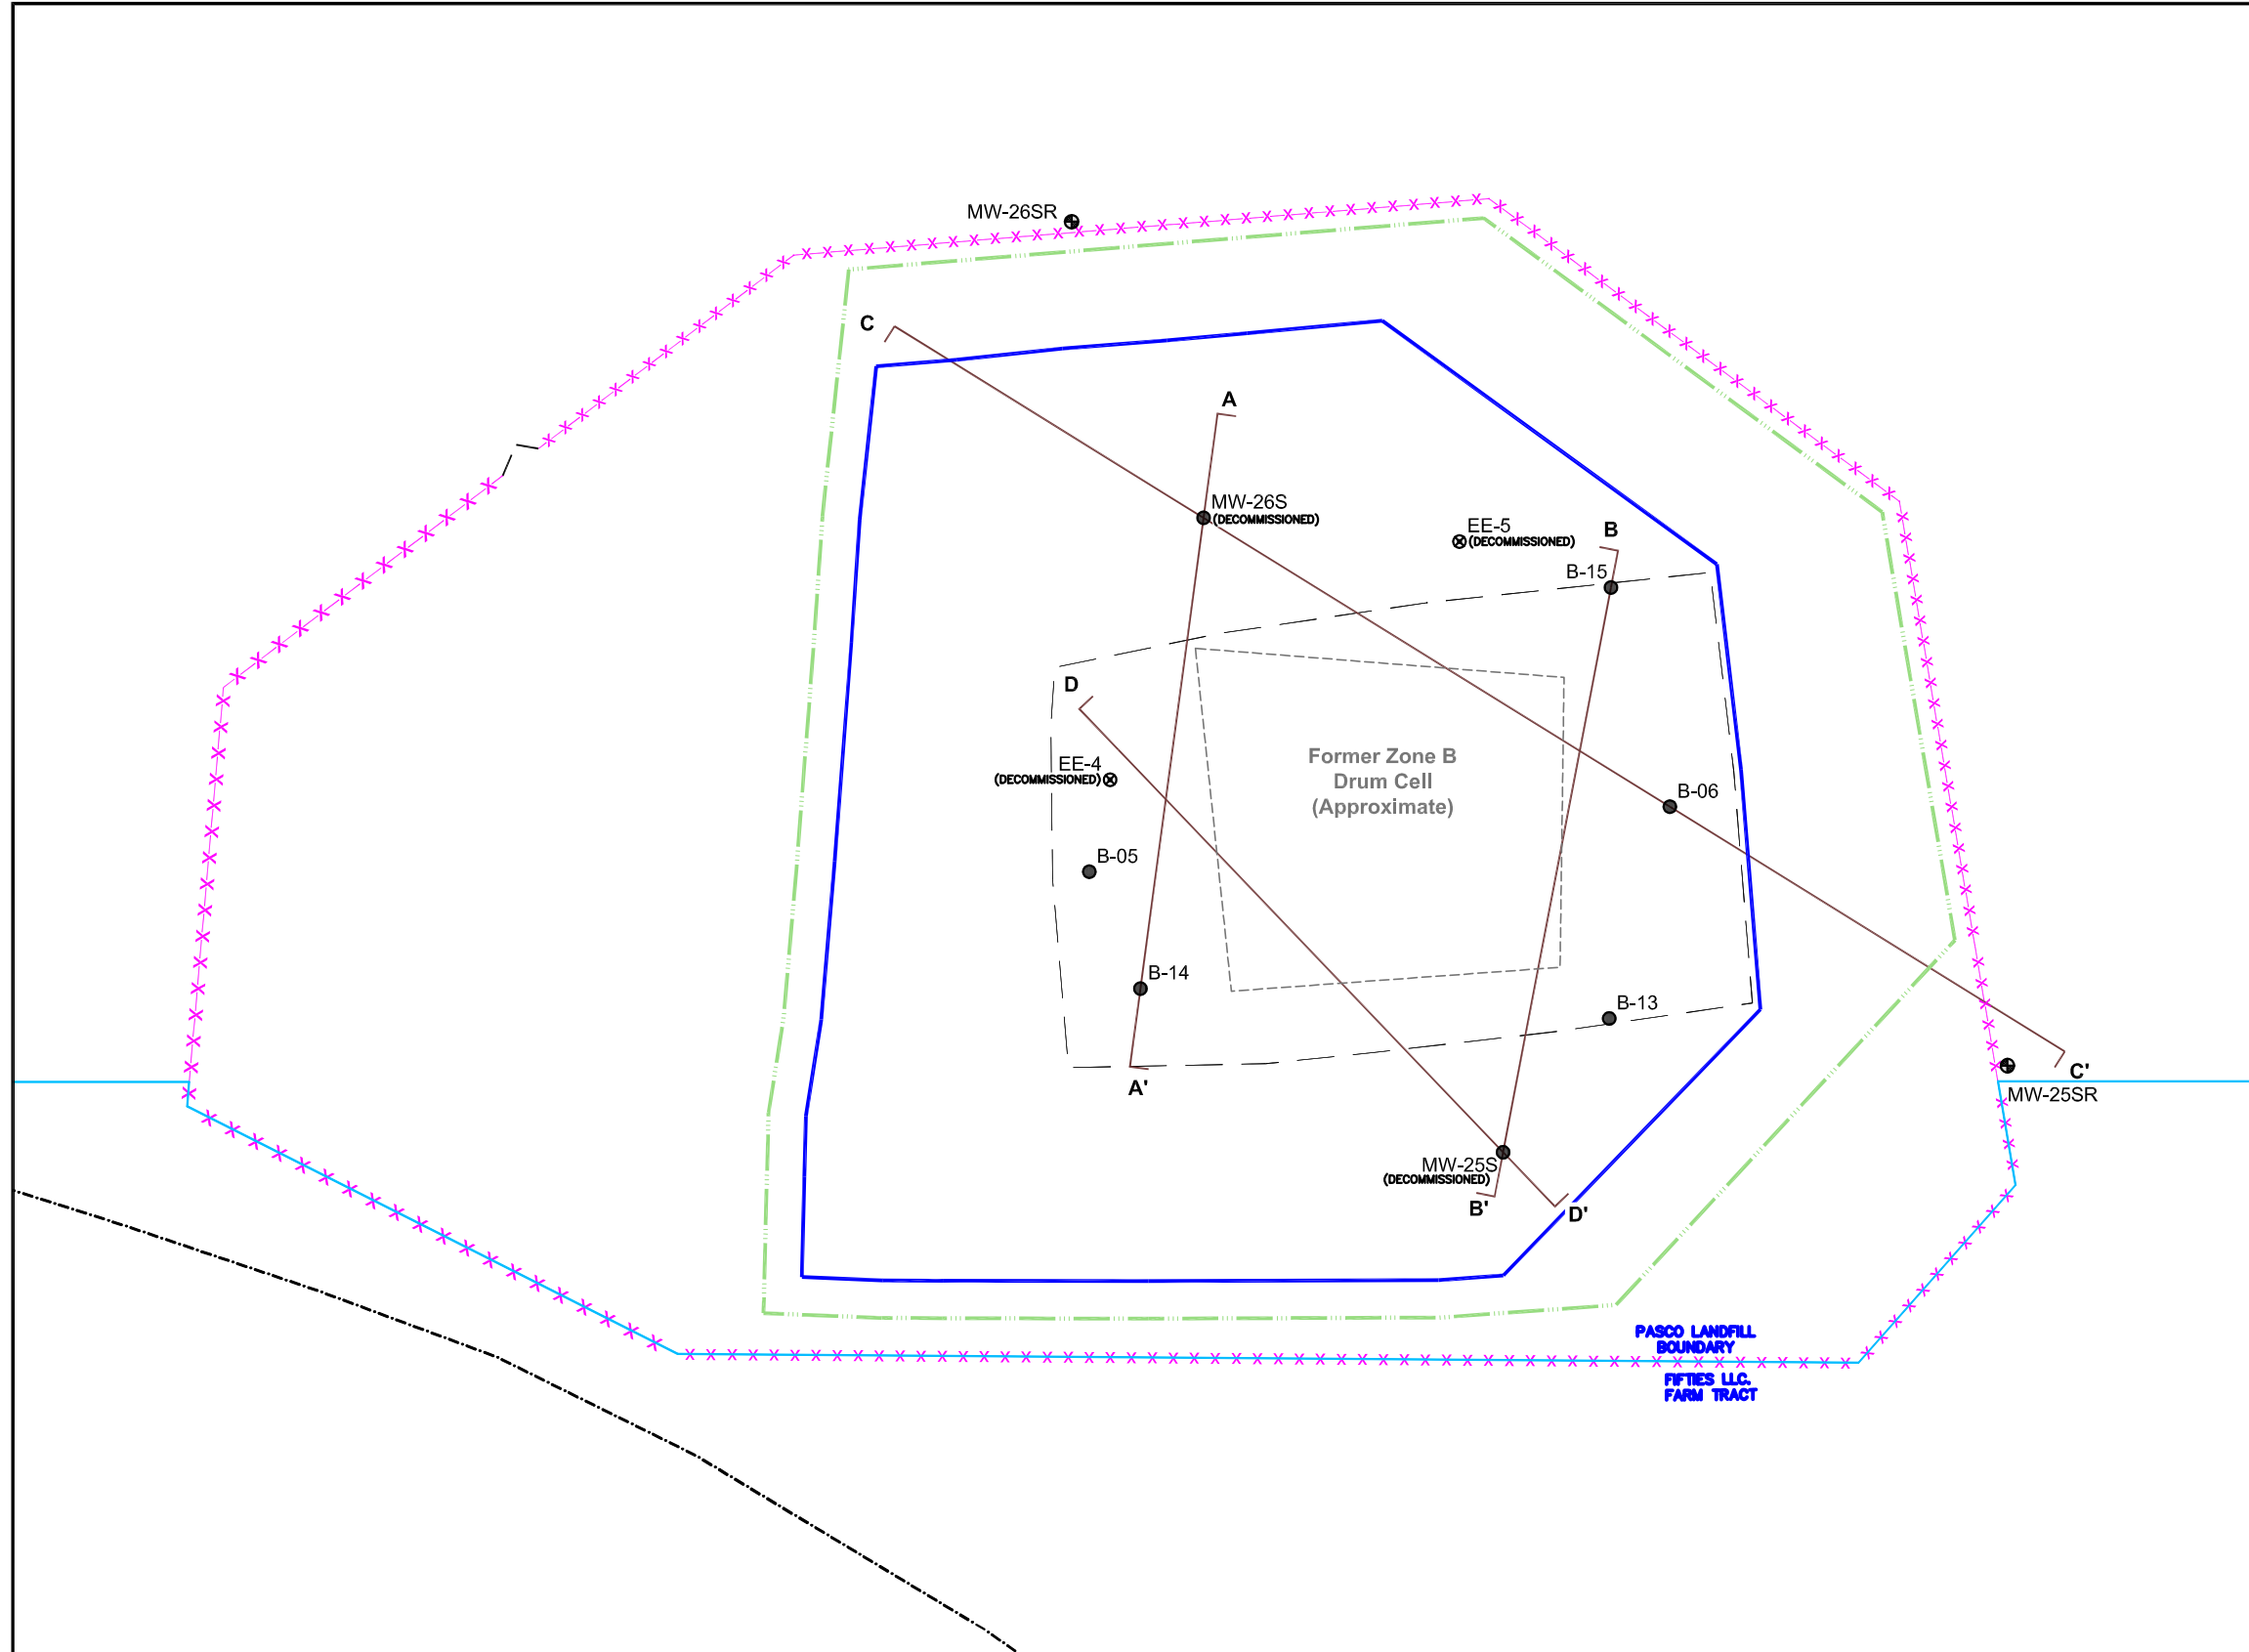 MW-26SR
C
A
MW-26S
(DECOMMISSIONED)
EE-5
(DECOMMISSIONED)
B
B-15
D
EE-4
(DECOMMISSIONED)
Former Zone B
Drum Cell
(Approximate)
B-06
B-05
B-14
B-13
A'
C'
MW-25SR
MW-25S
(DECOMMISSIONED)
B'
D'
PASCO LANDFILL
BOUNDARY
FIFTIES LLC.
FARM TRACT